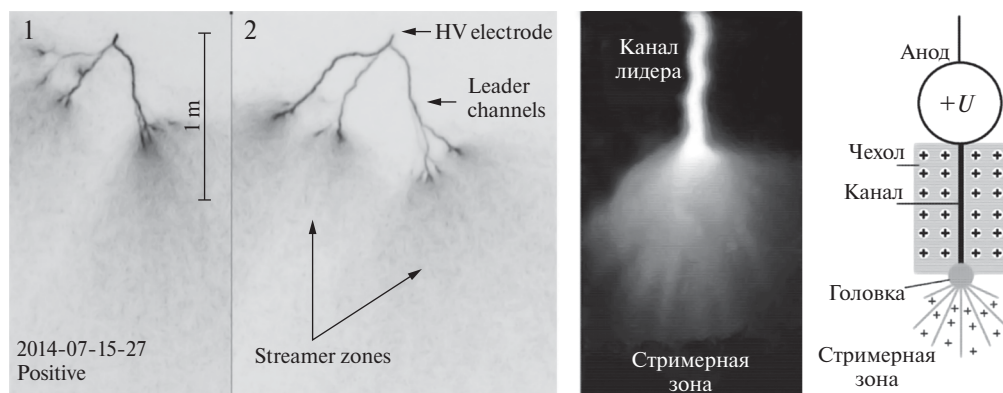 1
2
HV electrode
Leader
channels
1 m
Streamer zones
2014-07-15-27
Positive
Канал
лидера
Стримерная
зона
Анод
+U
Чехол
Канал
Головка
Стримерная
зона